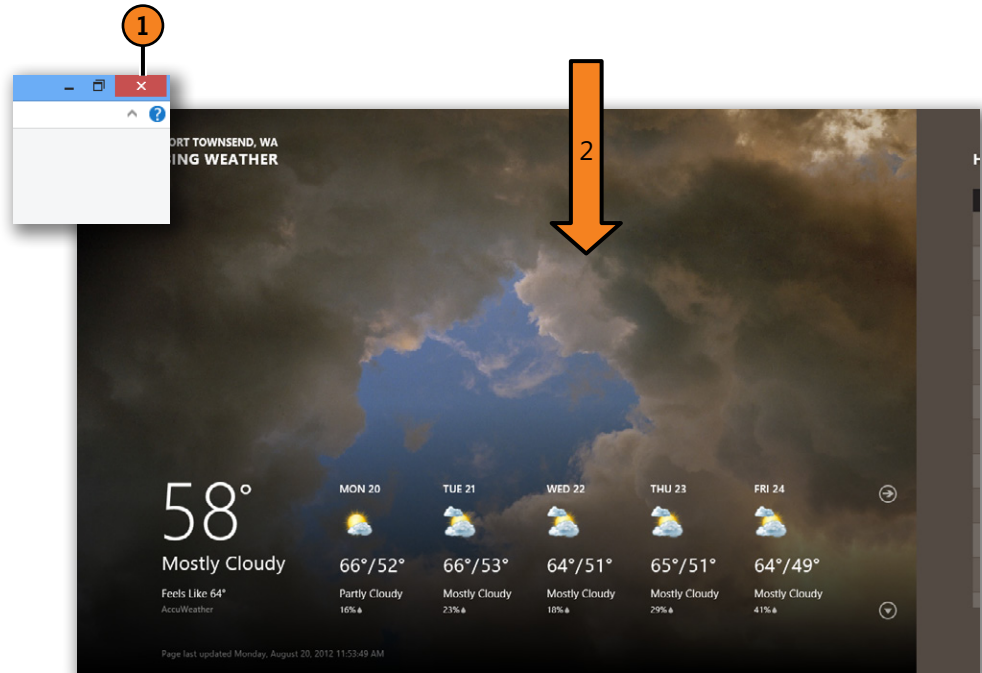 1
2
ORT TOWNSEND, WA
ING WEATHER
H
58°
Mostly Cloudy
Feels Like 64°
AccuWeather
MON 20 TUE 21 WED 22 THU 23 FRI 24
66°/52° 66°/53° 64°/51° 65°/51° 64°/49°
Partly Cloudy Mostly Cloudy Mostly Cloudy Mostly Cloudy Mostly Cloudy
16% 23% 18% 29% 41%
Page last updated Monday, August 20, 2012 11:53:49 AM